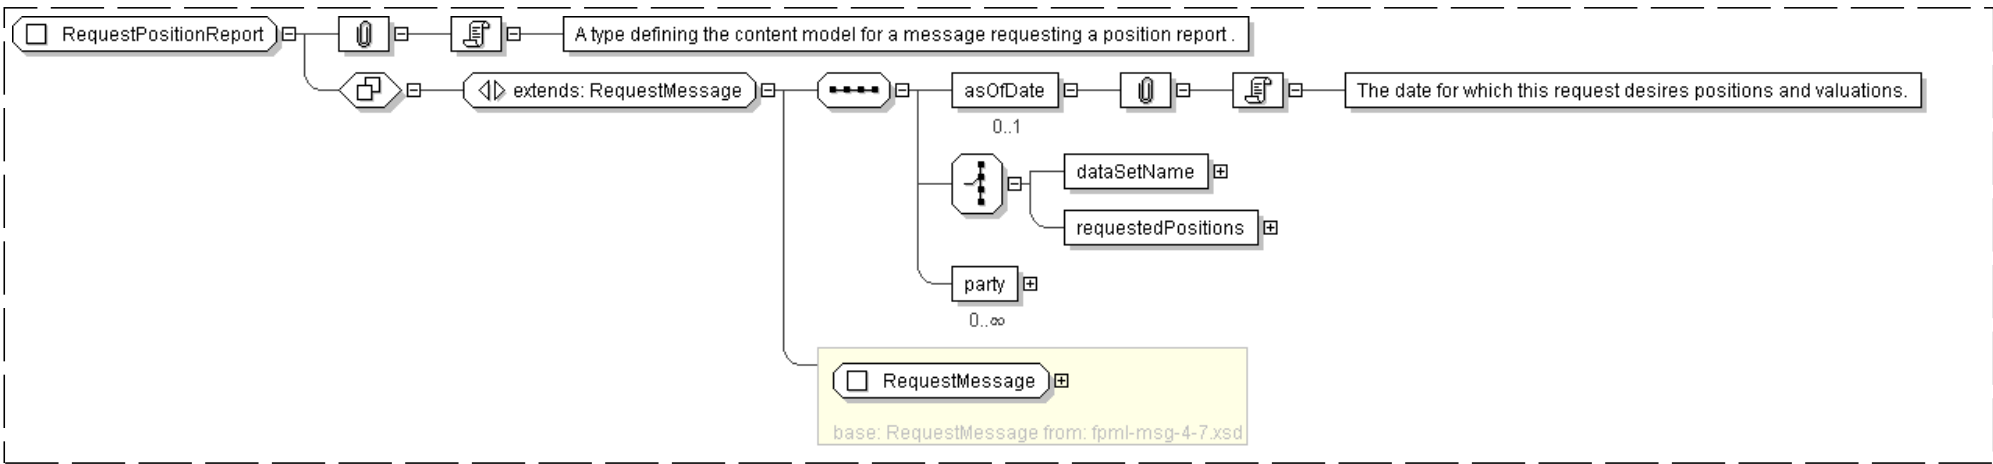 RequestPositionReport
A type defining the content model for a message requesting a position report .
extends: RequestMessage
asOfDate
The date for which this request desires positions and valuations.
0..1
dataSetName
requestedPositions
party
0..∞
RequestMessage
base: RequestMessage from: fpml-msg-4-7.xsd